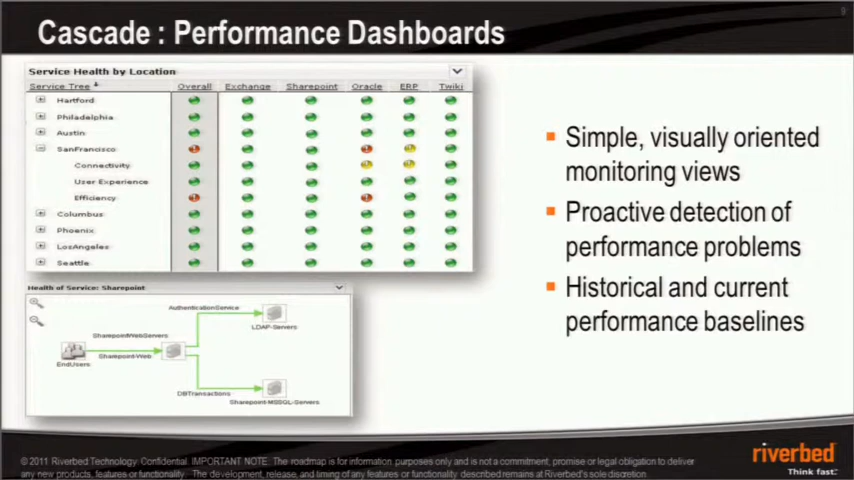 9
Cascade : Performance Dashboards
Service Health by Location
Service Tree Overall Exchange Sharepoint Oracle ERP Twiki
Hartford
Philadelphia
Austin
SanFrancisco
Connectivity
User Experience
Efficiency
Columbus
Phoenix
LosAngeles
Seattle
Simple, visually oriented
monitoring views
Proactive detection of
performance problems
Historical and current
performance baselines
Health of Service: Sharepoint
AuthenticationService
LDAP-Servers
SharepointWebServers
Sharepoint-Web
EndUsers
DBTransactions
Sharepoint-MSSQL-Servers
© 2011 Riverbed Technology. Confidential. IMPORTANT NOTE: The roadmap is for information purposes only and is not a commitment, promise or legal obligation to deliver
any new products, features or functionality. The development, release, and timing of any features or functionality described remains at Riverbed's sole discretion.
riverbed
Think fast.